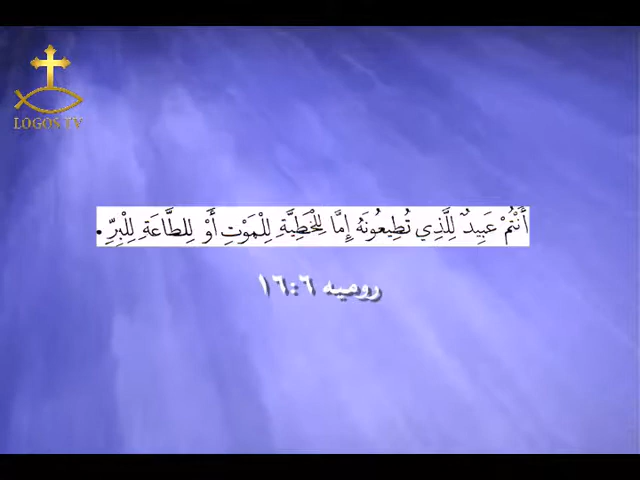 LOGOS TV
أَنْتُمْ عَبِيدٌ لِلَّذِي تُطِيعُونَهُ إِمَّا لِلْخَطِيَّةِ لِلْمَوْتِ أَوْ لِلطَّاعَةِ لِلْبِرِّ.
روميه ٦:١٦